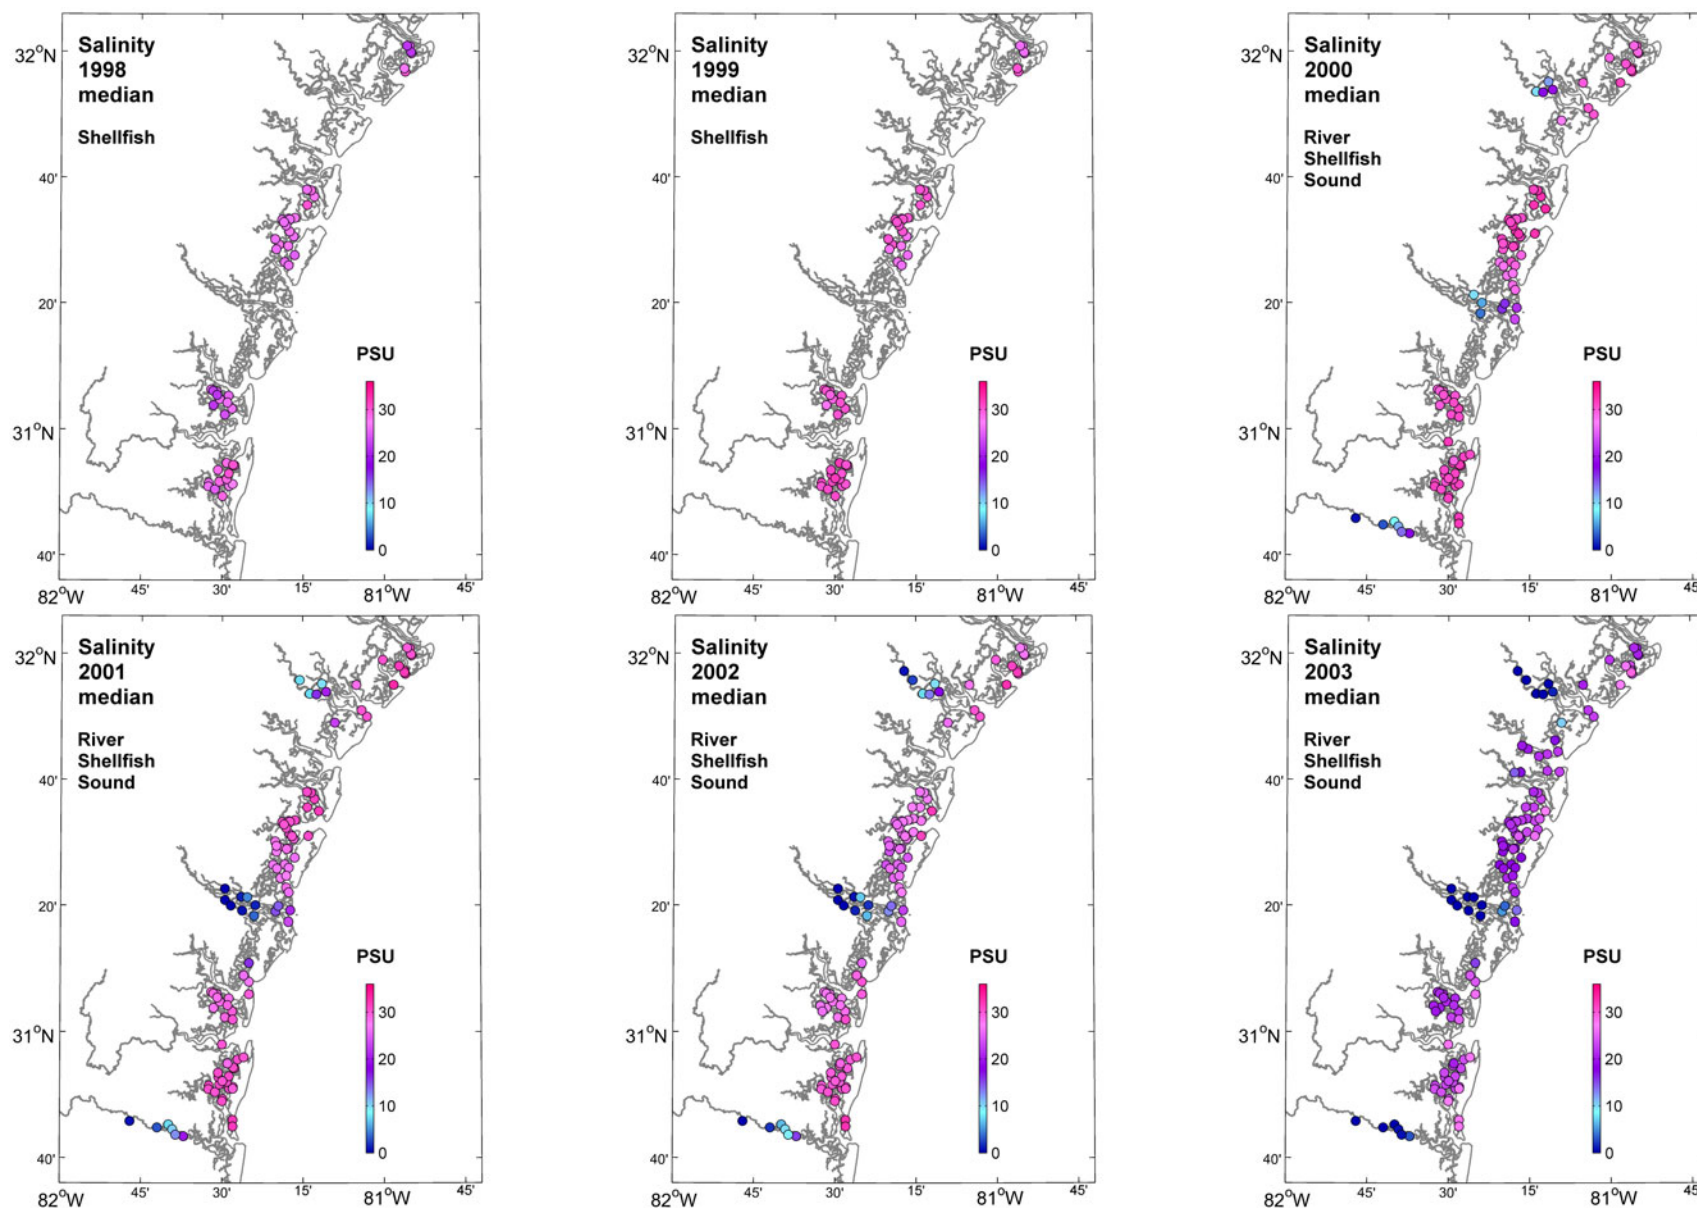 Salinity
1998
median
Shellfish
PSU
30
20
10
0
32°N
40'
20'
31°N
40'
82°W
45'
30'
15'
81°W
45'
Salinity
1999
median
Shellfish
PSU
30
20
10
0
32°N
40'
20'
31°N
40'
82°W
45'
30'
15'
81°W
45'
Salinity
2000
median
River
Shellfish
Sound
PSU
30
20
10
0
32°N
40'
20'
31°N
40'
82°W
45'
30'
15'
81°W
45'
Salinity
2001
median
River
Shellfish
Sound
PSU
30
20
10
0
32°N
40'
20'
31°N
40'
82°W
45'
30'
15'
81°W
45'
Salinity
2002
median
River
Shellfish
Sound
PSU
30
20
10
0
32°N
40'
20'
31°N
40'
82°W
45'
30'
15'
81°W
45'
Salinity
2003
median
River
Shellfish
Sound
PSU
30
20
10
0
32°N
40'
20'
31°N
40'
82°W
45'
30'
15'
81°W
45'